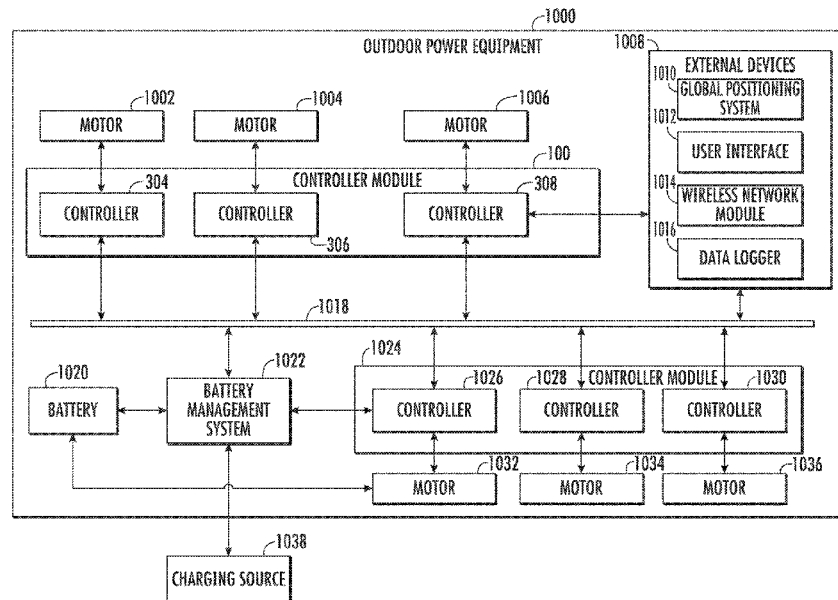 1000
OUTDOOR POWER EQUIPMENT
1008
EXTERNAL DEVICES
1010
GLOBAL POSITIONING
SYSTEM
1012
USER INTERFACE
1014
WIRELESS NETWORK
MODULE
1016
DATA LOGGER
1002
MOTOR
1004
MOTOR
1006
MOTOR
100
CONTROLLER MODULE
304
CONTROLLER
CONTROLLER
306
308
CONTROLLER
1018
1020
BATTERY
1022
BATTERY
MANAGEMENT
SYSTEM
1024
CONTROLLER MODULE
1026
CONTROLLER
1028
CONTROLLER
1030
CONTROLLER
1032
MOTOR
1034
MOTOR
1036
MOTOR
1038
CHARGING SOURCE